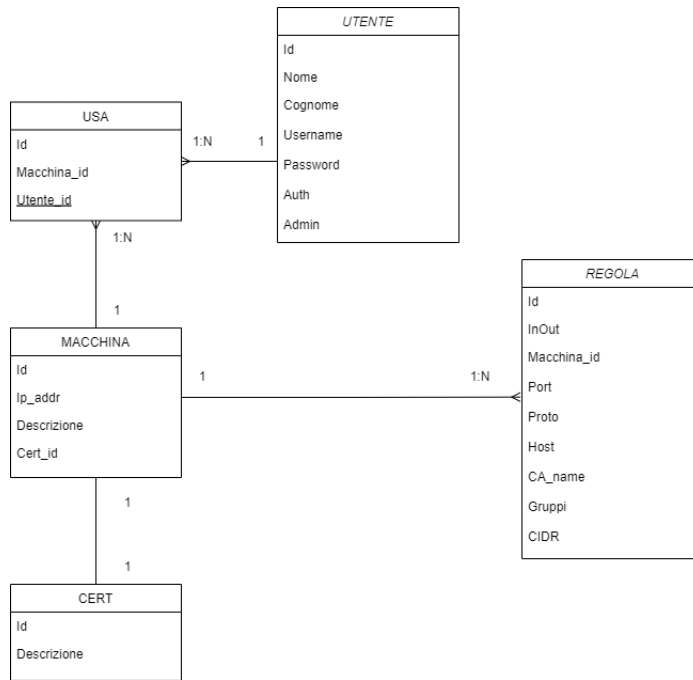 UTENTE
Id
Nome
Cognome
Username
Password
Auth
Admin
USA
Id
Macchina_id
Utente_id
1:N
1
1:N
1
MACCHINA
Id
Ip_addr
Descrizione
Cert_id
1
1:N
REGOLA
Id
InOut
Macchina_id
Port
Proto
Host
CA_name
Gruppi
CIDR
1
1
CERT
Id
Descrizione